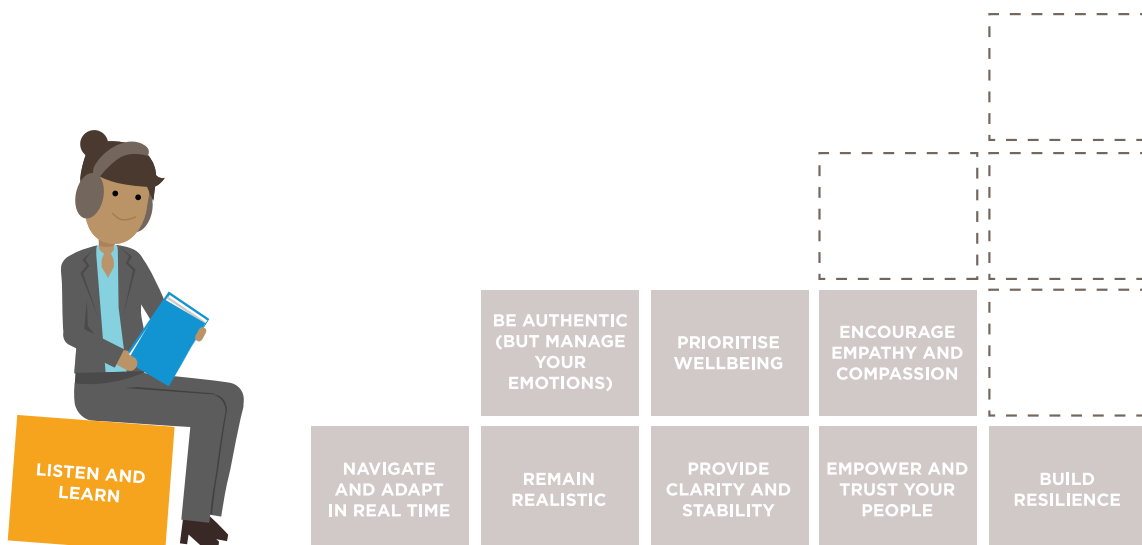 BE AUTHENTIC
(BUT MANAGE
YOUR
EMOTIONS)
PRIORITISE
WELLBEING
ENCOURAGE
EMPATHY AND
COMPASSION
LISTEN AND
LEARN
NAVIGATE
AND ADAPT
IN REAL TIME
REMAIN
REALISTIC
PROVIDE
CLARITY AND
STABILITY
EMPOWER AND
TRUST YOUR
PEOPLE
BUILD
RESILIENCE